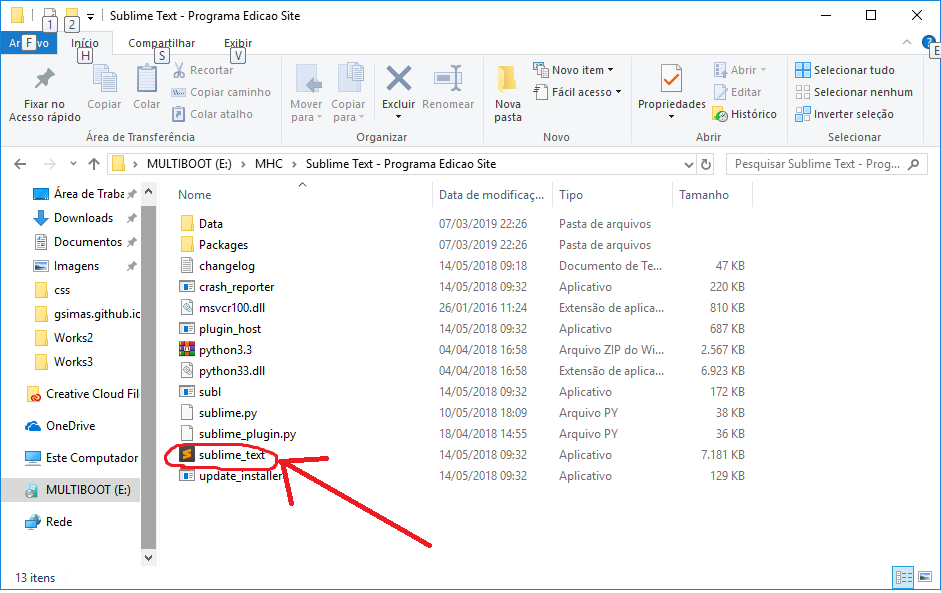 1 2 Sublime Text - Programa Edicao Site
Ar F vo Início Compartilhar Exibir ?
H S V E
Fixar no Acesso rápido
Copiar
Colar
Recortar
Copiar caminho
Colar atalho
Área de Transferência
Mover para
Copiar para
Excluir
Renomear
Organizar
Nova pasta
Novo item
Fácil acesso
Novo
Propriedades
Abrir
Editar
Histórico
Abrir
Selecionar tudo
Selecionar nenhum
Inverter seleção
Selecionar
MULTIBOOT (E:) > MHC > Sublime Text - Programa Edicao Site
Pesquisar Sublime Text - Prog...
Área de Traba
Downloads
Documentos
Imagens
css
gsimas.github.io
Works2
Works3
Creative Cloud Fil
OneDrive
Este Computador
MULTIBOOT (E:)
Rede
Nome Data de modificaç... Tipo Tamanho
Data 07/03/2019 22:26 Pasta de arquivos
Packages 07/03/2019 22:26 Pasta de arquivos
changelog 14/05/2018 09:18 Documento de Te... 47 KB
crash_reporter 14/05/2018 09:32 Aplicativo 220 KB
msvcr100.dll 26/01/2016 11:24 Extensão de aplica... 810 KB
plugin_host 14/05/2018 09:32 Aplicativo 687 KB
python3.3 04/04/2018 16:58 Arquivo ZIP do Wi... 2.567 KB
python33.dll 04/04/2018 16:58 Extensão de aplica... 6.923 KB
subl 14/05/2018 09:32 Aplicativo 172 KB
sublime.py 10/05/2018 18:09 Arquivo PY 38 KB
sublime_plugin.py 18/04/2018 14:55 Arquivo PY 36 KB
sublime_text 14/05/2018 09:32 Aplicativo 7.181 KB
update_installer 14/05/2018 09:32 Aplicativo 129 KB
13 itens